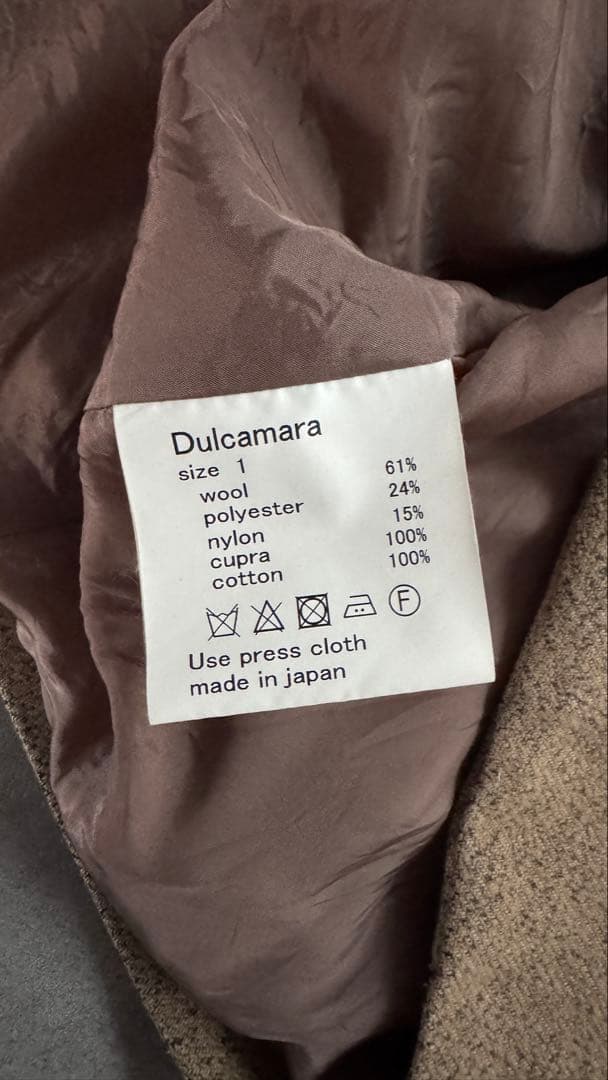 Dulcamara
size 1
wool 61%
polyester 24%
nylon 15%
cupra 100%
cotton 100%
F
Use press cloth
made in japan